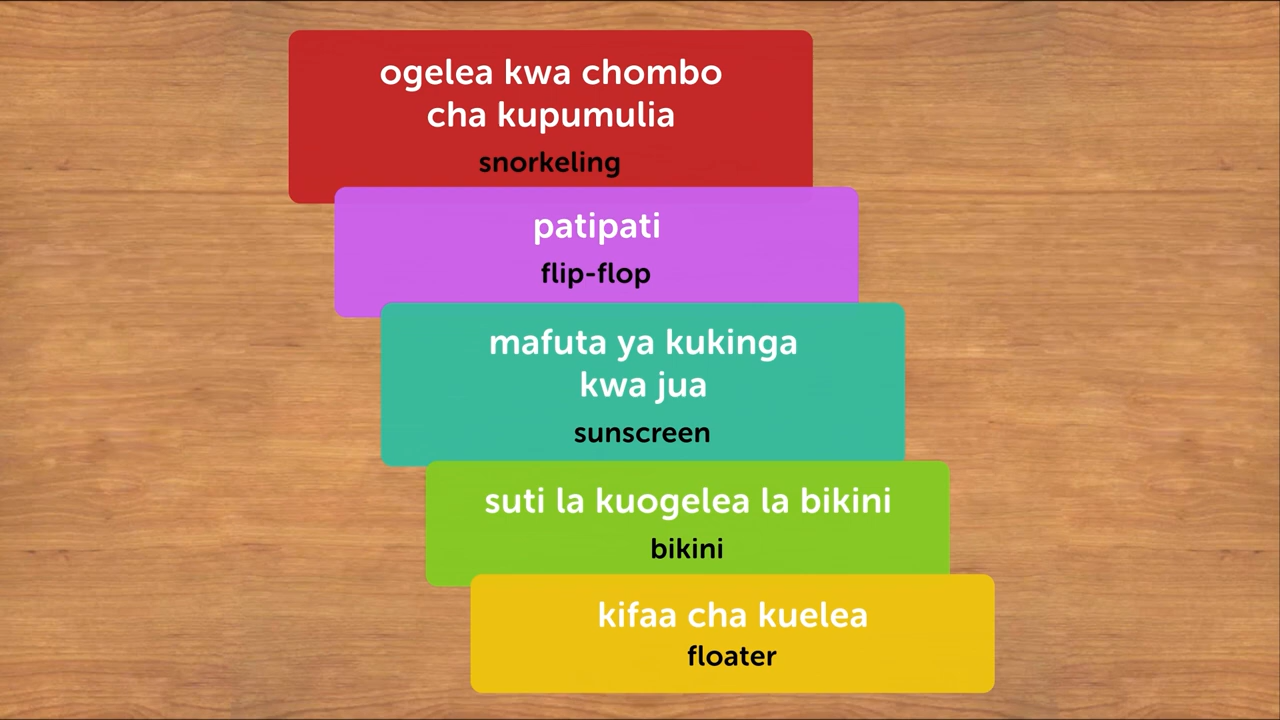 ogelea kwa chombo
cha kupumulia
snorkeling
patipati
flip-flop
mafuta ya kukinga
kwa jua
sunscreen
suti la kuogelea la bikini
bikini
kifaa cha kuelea
floater